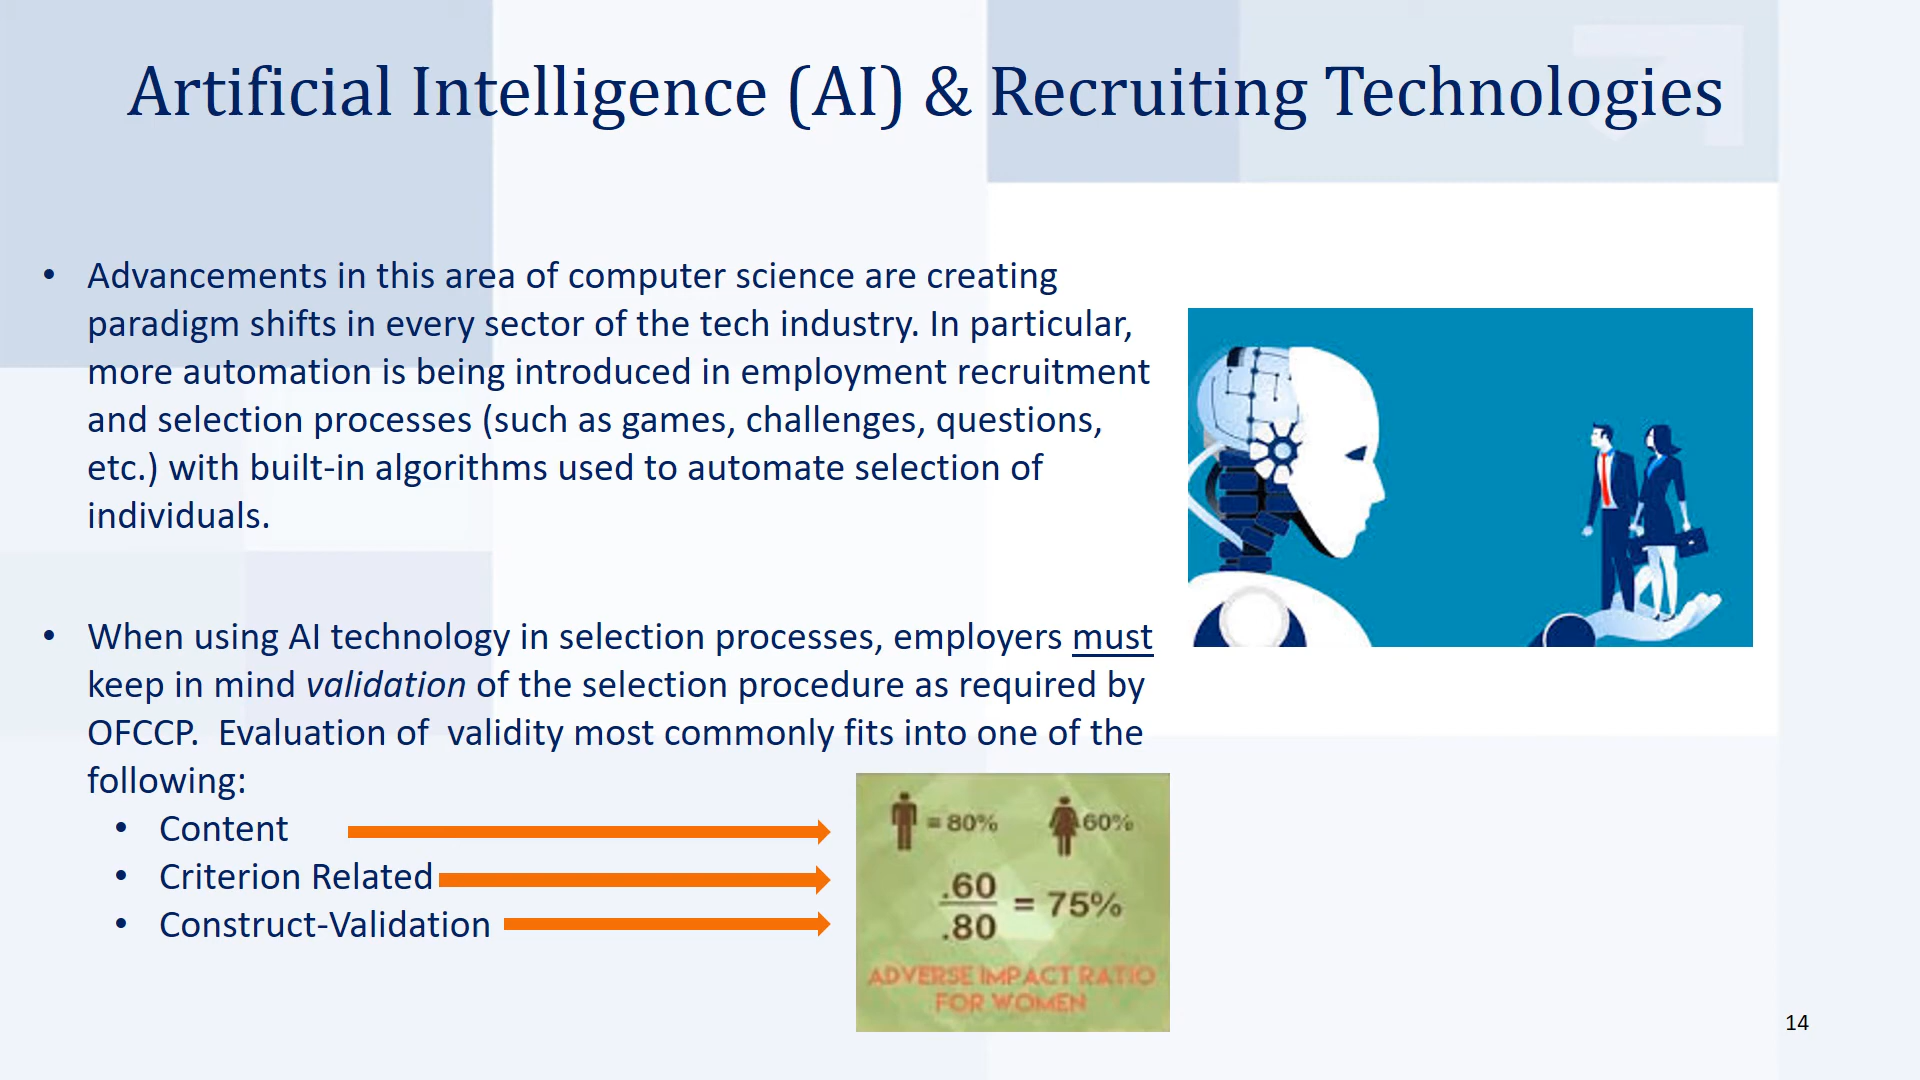 Artificial Intelligence (AI) & Recruiting Technologies
• Advancements in this area of computer science are creating
paradigm shifts in every sector of the tech industry. In particular,
more automation is being introduced in employment recruitment
and selection processes (such as games, challenges, questions,
etc.) with built-in algorithms used to automate selection of
individuals.
• When using AI technology in selection processes, employers must
keep in mind validation of the selection procedure as required by
OFCCP.  Evaluation of  validity most commonly fits into one of the
following:
• Content
• Criterion Related
• Construct-Validation
= 80% 60%
.60
.80
= 75%
ADVERSE IMPACT RATIO
FOR WOMEN
14